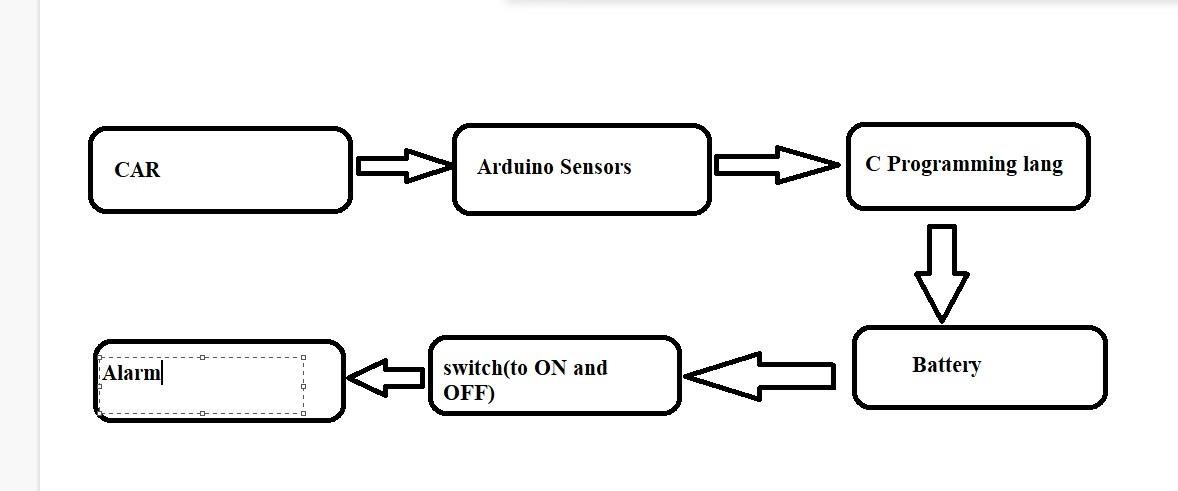 CAR
Arduino Sensors
C Programming lang
Battery
switch(to ON and
OFF)
Alarm